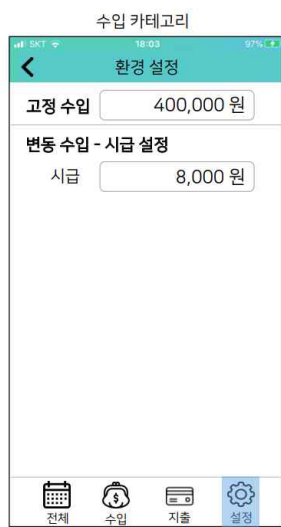 수입 카테고리
SKT 18:03 97%
환경 설정
고정 수입 400,000 원
변동 수입 - 시급 설정
시급 8,000 원
전체 수입 지출 설정